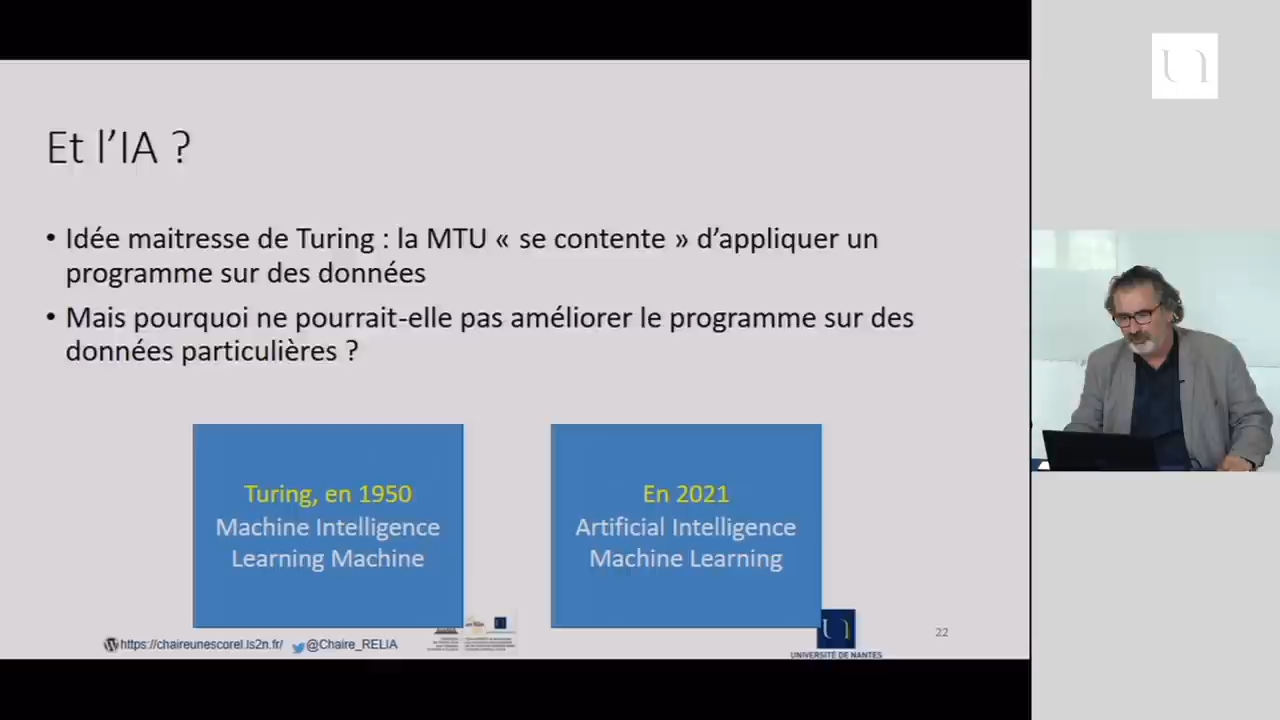 Et l'IA ?
• Idée maitresse de Turing : la MTU « se contente » d'appliquer un
programme sur des données
• Mais pourquoi ne pourrait-elle pas améliorer le programme sur des
données particulières ?
Turing, en 1950
Machine Intelligence
Learning Machine
En 2021
Artificial Intelligence
Machine Learning
https://chaireunescorel.ls2n.fr/ @Chaire_RELIA
UNIVERSITÉ DE NANTES
22